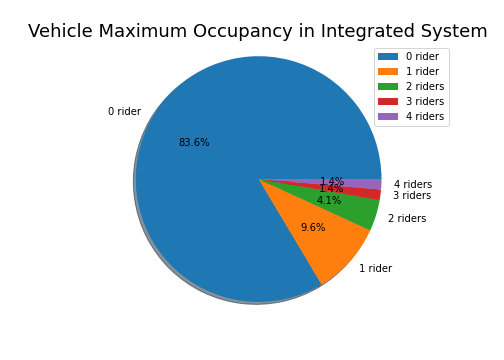 Vehicle Maximum Occupancy in Integrated System
0 rider
1 rider
2 riders
3 riders
4 riders
0 rider
83.6%
1.4%
4 riders
1.4%
3 riders
4.1%
2 riders
9.6%
1 rider